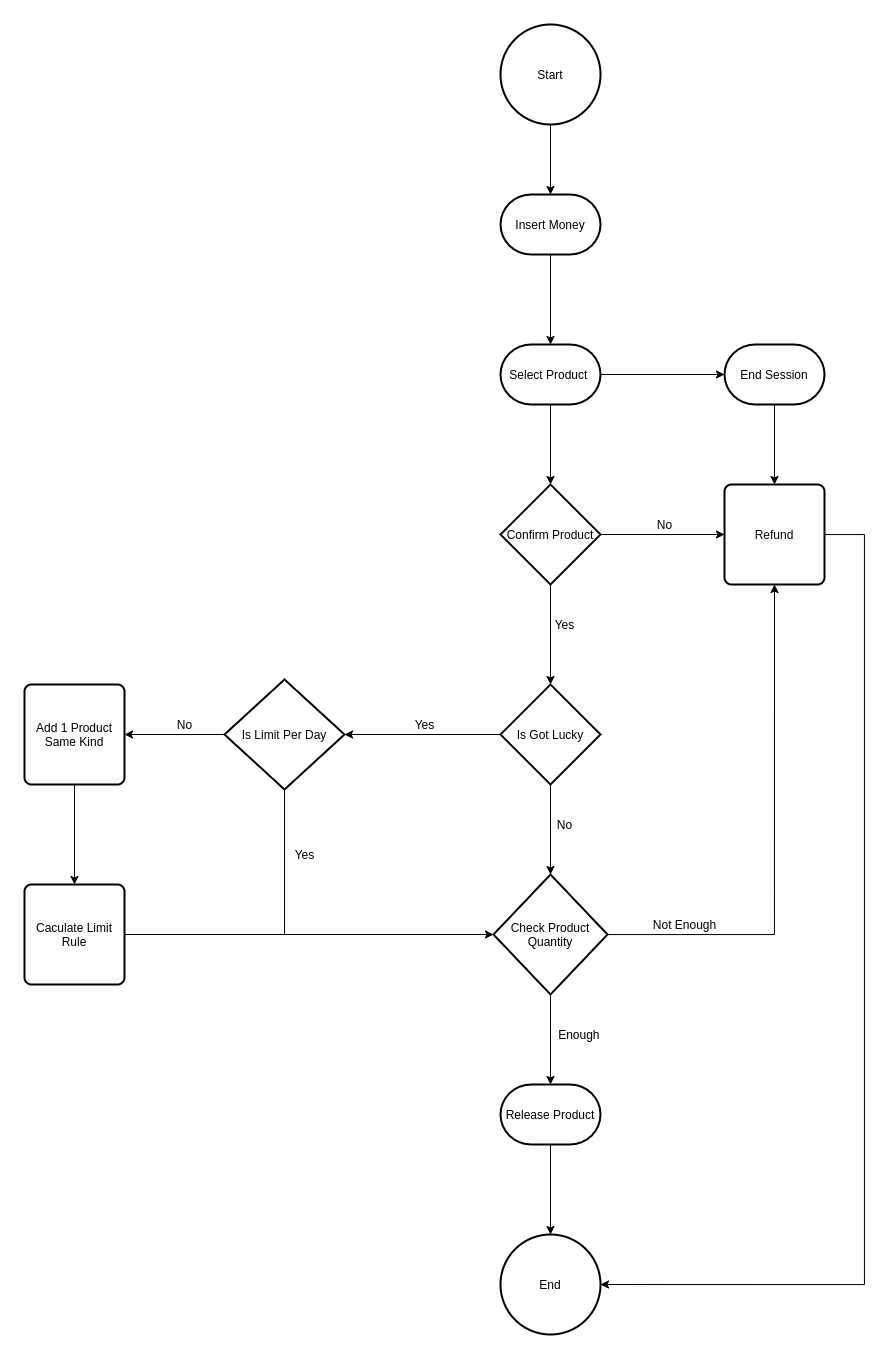 Start
Insert Money
Select Product
End Session
Confirm Product
No
Refund
Yes
Add 1 Product
Same Kind
No
Is Limit Per Day
Yes
Is Got Lucky
No
Yes
Caculate Limit
Rule
Check Product
Quantity
Not Enough
Enough
Release Product
End